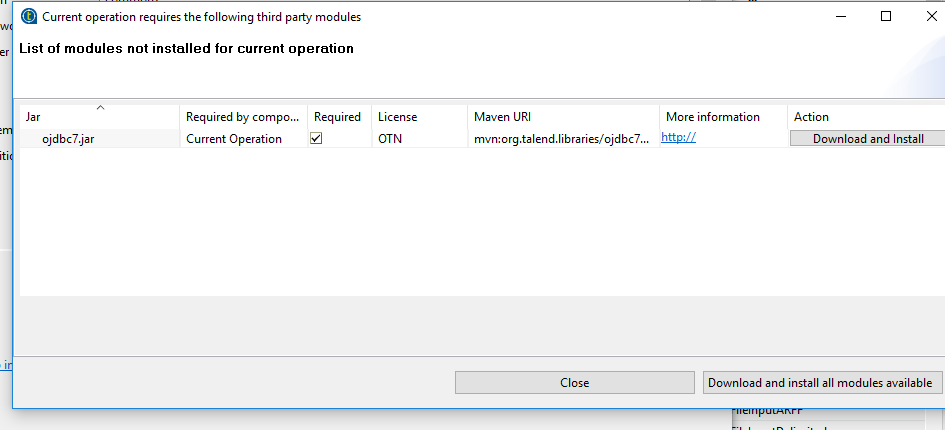 Current operation requires the following third party modules
List of modules not installed for current operation
Jar Required by compo... Required License Maven URI More information Action
ojdbc7.jar Current Operation OTN mvn:org.talend.libraries/ojdbc7... http:// Download and Install
Close Download and install all modules available